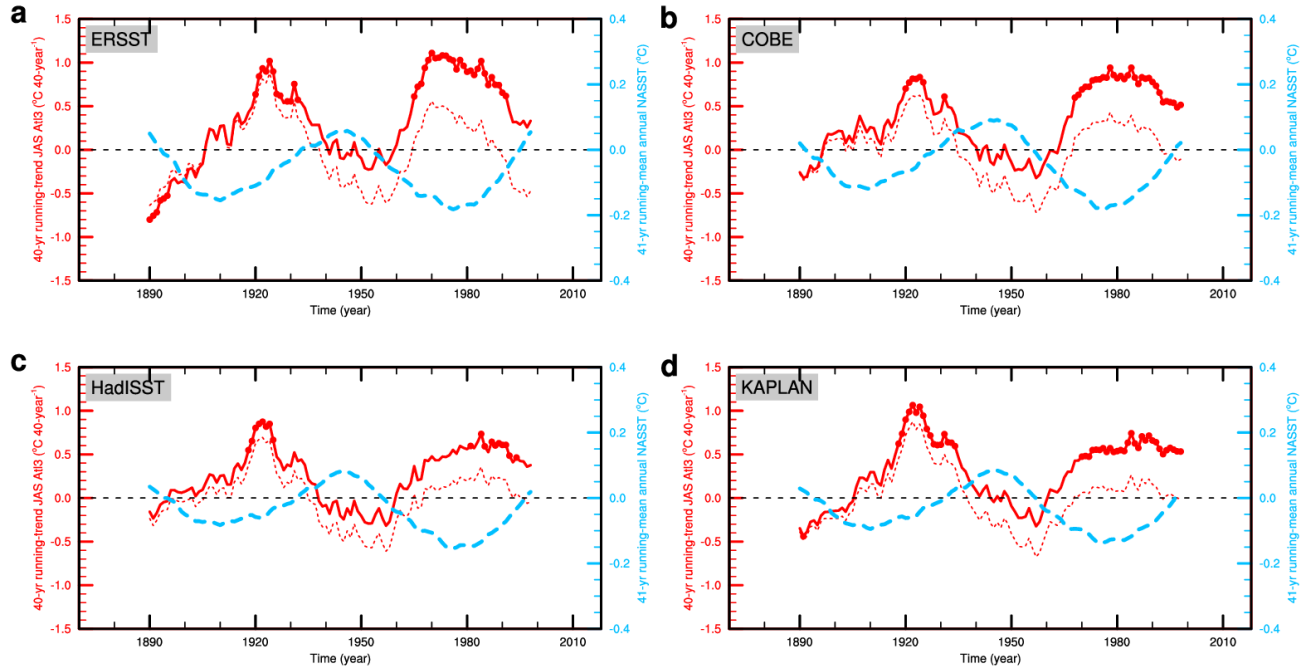 a
ERSST
1.5
1.0
0.5
0.0
-0.5
-1.0
-1.5
40-yr running-trend JAS Atl3 (°C 40-year⁻¹)
0.4
0.2
0.0
-0.2
-0.4
41-yr running-mean annual NASST (°C)
1890 1920 1950 1980 2010
Time (year)
b
COBE
1.5
1.0
0.5
0.0
-0.5
-1.0
-1.5
40-yr running-trend JAS Atl3 (°C 40-year⁻¹)
0.4
0.2
0.0
-0.2
-0.4
41-yr running-mean annual NASST (°C)
1890 1920 1950 1980 2010
Time (year)
c
HadISST
1.5
1.0
0.5
0.0
-0.5
-1.0
-1.5
40-yr running-trend JAS Atl3 (°C 40-year⁻¹)
0.4
0.2
0.0
-0.2
-0.4
41-yr running-mean annual NASST (°C)
1890 1920 1950 1980 2010
Time (year)
d
KAPLAN
1.5
1.0
0.5
0.0
-0.5
-1.0
-1.5
40-yr running-trend JAS Atl3 (°C 40-year⁻¹)
0.4
0.2
0.0
-0.2
-0.4
41-yr running-mean annual NASST (°C)
1890 1920 1950 1980 2010
Time (year)